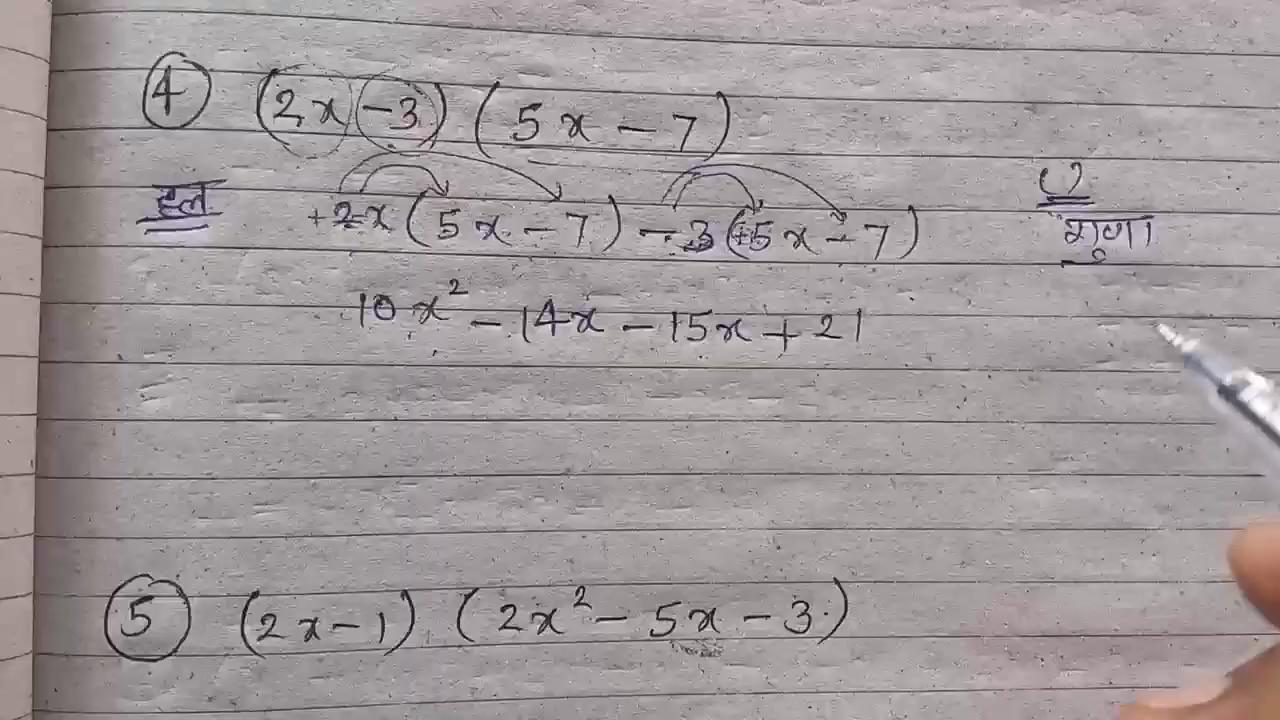 ④ (2x -3) (5x - 7)
हल +2x(5x - 7) - 3(+5x - 7) ()
गुणा
10x² - 14x - 15x + 21
⑤ (2x - 1) (2x² - 5x - 3)